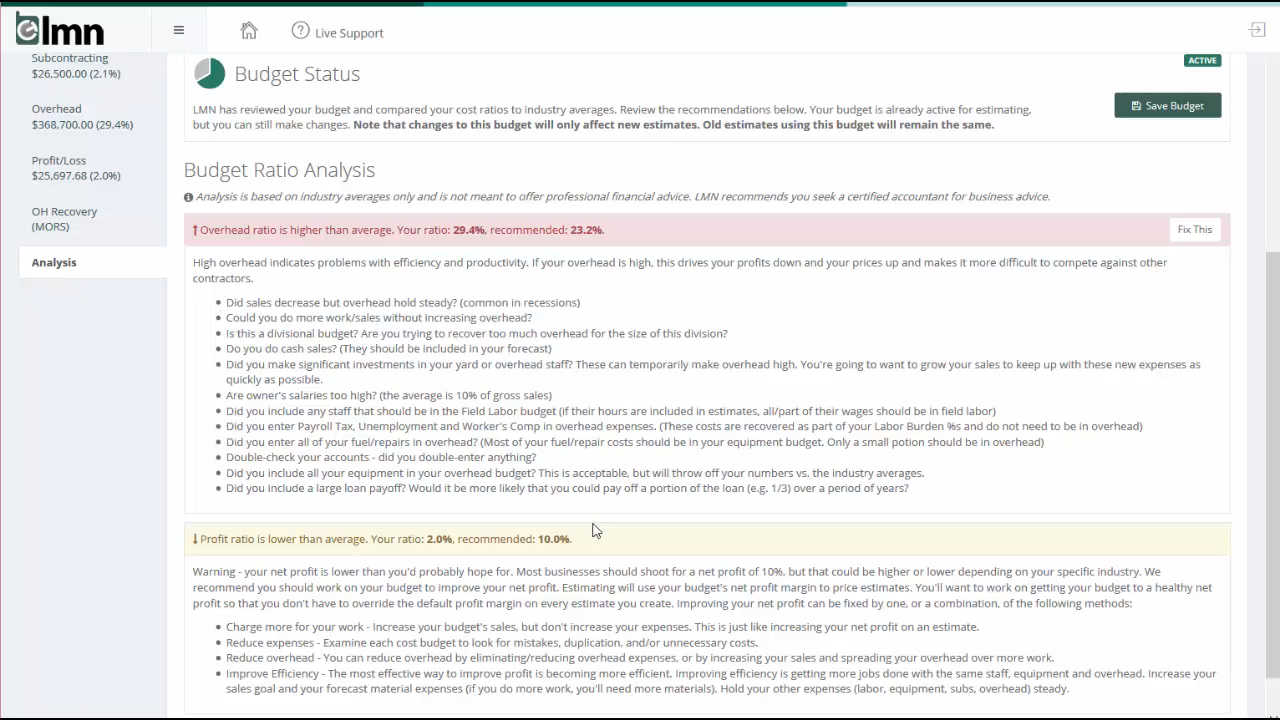 lmn
Live Support
Subcontracting
$26,500.00 (2.1%)
Overhead
$368,700.00 (29.4%)
Profit/Loss
$25,697.68 (2.0%)
OH Recovery
(MORS)
Analysis
Budget Status
ACTIVE
LMN has reviewed your budget and compared your cost ratios to industry averages. Review the recommendations below. Your budget is already active for estimating,
but you can still make changes. Note that changes to this budget will only affect new estimates. Old estimates using this budget will remain the same.
Save Budget
Budget Ratio Analysis
Analysis is based on industry averages only and is not meant to offer professional financial advice. LMN recommends you seek a certified accountant for business advice.
Overhead ratio is higher than average. Your ratio: 29.4%, recommended: 23.2%.
Fix This
High overhead indicates problems with efficiency and productivity. If your overhead is high, this drives your profits down and your prices up and makes it more difficult to compete against other
contractors.
• Did sales decrease but overhead hold steady? (common in recessions)
• Could you do more work/sales without increasing overhead?
• Is this a divisional budget? Are you trying to recover too much overhead for the size of this division?
• Do you do cash sales? (They should be included in your forecast)
• Did you make significant investments in your yard or overhead staff? These can temporarily make overhead high. You're going to want to grow your sales to keep up with these new expenses as
quickly as possible.
• Are owner's salaries too high? (the average is 10% of gross sales)
• Did you include any staff that should be in the Field Labor budget (if their hours are included in estimates, all/part of their wages should be in field labor)
• Did you enter Payroll Tax, Unemployment and Worker's Comp in overhead expenses. (These costs are recovered as part of your Labor Burden %s and do not need to be in overhead)
• Did you enter all of your fuel/repairs in overhead? (Most of your fuel/repair costs should be in your equipment budget. Only a small potion should be in overhead)
• Double-check your accounts - did you double-enter anything?
• Did you include all your equipment in your overhead budget? This is acceptable, but will throw off your numbers vs. the industry averages.
• Did you include a large loan payoff? Would it be more likely that you could pay off a portion of the loan (e.g. 1/3) over a period of years?
Profit ratio is lower than average. Your ratio: 2.0%, recommended: 10.0%.
Warning - your net profit is lower than you'd probably hope for. Most businesses should shoot for a net profit of 10%, but that could be higher or lower depending on your specific industry. We
recommend you should work on your budget to improve your net profit. Estimating will use your budget's net profit margin to price estimates. You'll want to work on getting your budget to a healthy net
profit so that you don't have to override the default profit margin on every estimate you create. Improving your net profit can be fixed by one, or a combination, of the following methods:
• Charge more for your work - Increase your budget's sales, but don't increase your expenses. This is just like increasing your net profit on an estimate.
• Reduce expenses - Examine each cost budget to look for mistakes, duplication, and/or unnecessary costs.
• Reduce overhead - You can reduce overhead by eliminating/reducing overhead expenses, or by increasing your sales and spreading your overhead over more work.
• Improve Efficiency - The most effective way to improve profit is becoming more efficient. Improving efficiency is getting more jobs done with the same staff, equipment and overhead. Increase your
sales goal and your forecast material expenses (if you do more work, you'll need more materials). Hold your other expenses (labor, equipment, subs, overhead) steady.